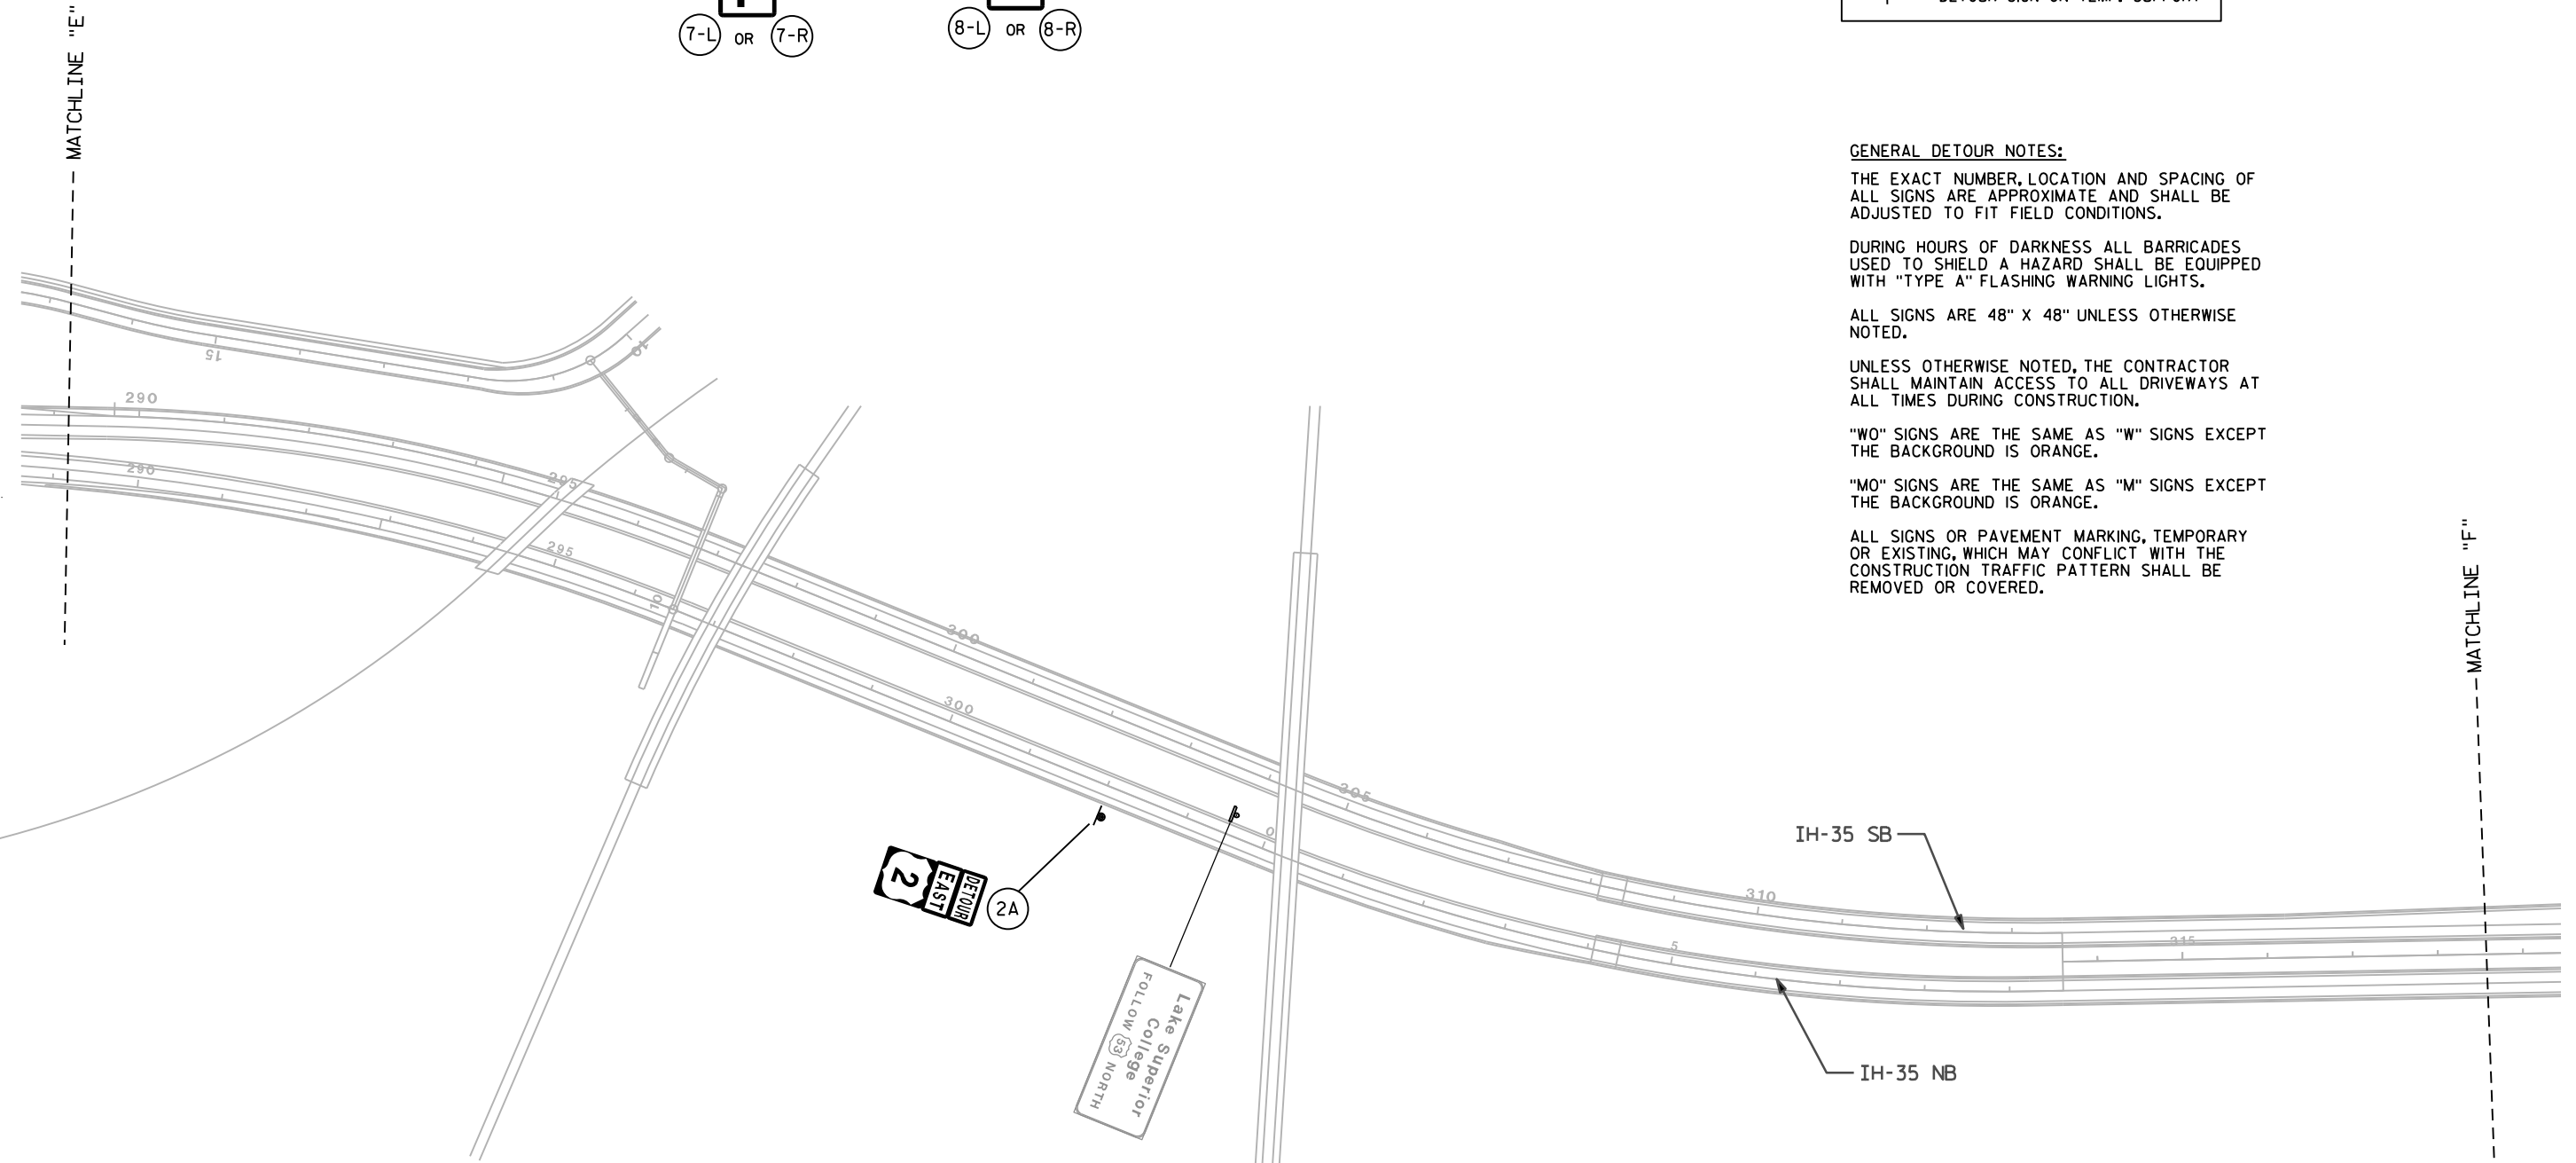 DETOUR SIGN ON TEMP. SUPPORT
7-L OR 7-R
8-L OR 8-R
MATCHLINE "E"
GENERAL DETOUR NOTES:
THE EXACT NUMBER, LOCATION AND SPACING OF
ALL SIGNS ARE APPROXIMATE AND SHALL BE
ADJUSTED TO FIT FIELD CONDITIONS.
DURING HOURS OF DARKNESS ALL BARRICADES
USED TO SHIELD A HAZARD SHALL BE EQUIPPED
WITH "TYPE A" FLASHING WARNING LIGHTS.
ALL SIGNS ARE 48" X 48" UNLESS OTHERWISE
NOTED.
UNLESS OTHERWISE NOTED, THE CONTRACTOR
SHALL MAINTAIN ACCESS TO ALL DRIVEWAYS AT
ALL TIMES DURING CONSTRUCTION.
"WO" SIGNS ARE THE SAME AS "W" SIGNS EXCEPT
THE BACKGROUND IS ORANGE.
"MO" SIGNS ARE THE SAME AS "M" SIGNS EXCEPT
THE BACKGROUND IS ORANGE.
ALL SIGNS OR PAVEMENT MARKING, TEMPORARY
OR EXISTING, WHICH MAY CONFLICT WITH THE
CONSTRUCTION TRAFFIC PATTERN SHALL BE
REMOVED OR COVERED.
MATCHLINE "F"
15
290
290
295
295
10
300
300
305
0
310
5
315
IH-35 SB
IH-35 NB
DETOUR
EAST
2
2A
Lake Superior
College
FOLLOW 53 NORTH